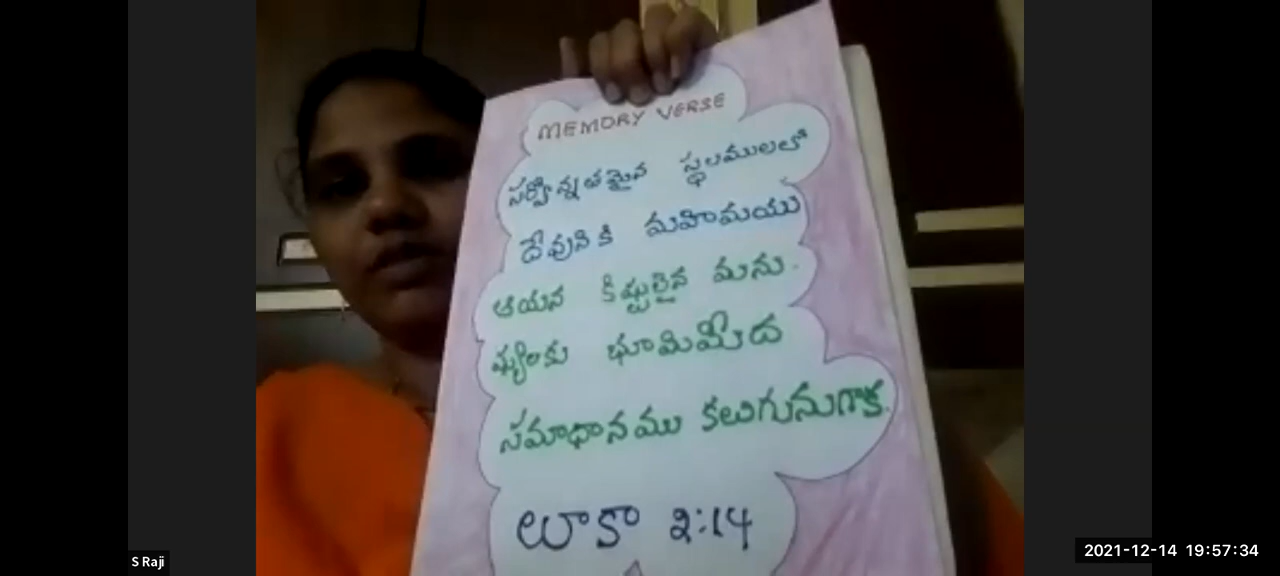 MEMORY VERSE
సర్వోన్నతమైన స్థలములలో
దేవునికి మహిమయు
ఆయన కిష్టులైన మను-
ష్యులకు భూమిమీద
సమాధానము కలుగునుగాక.
లూకా 2:14
S Raji
2021-12-14 19:57:34